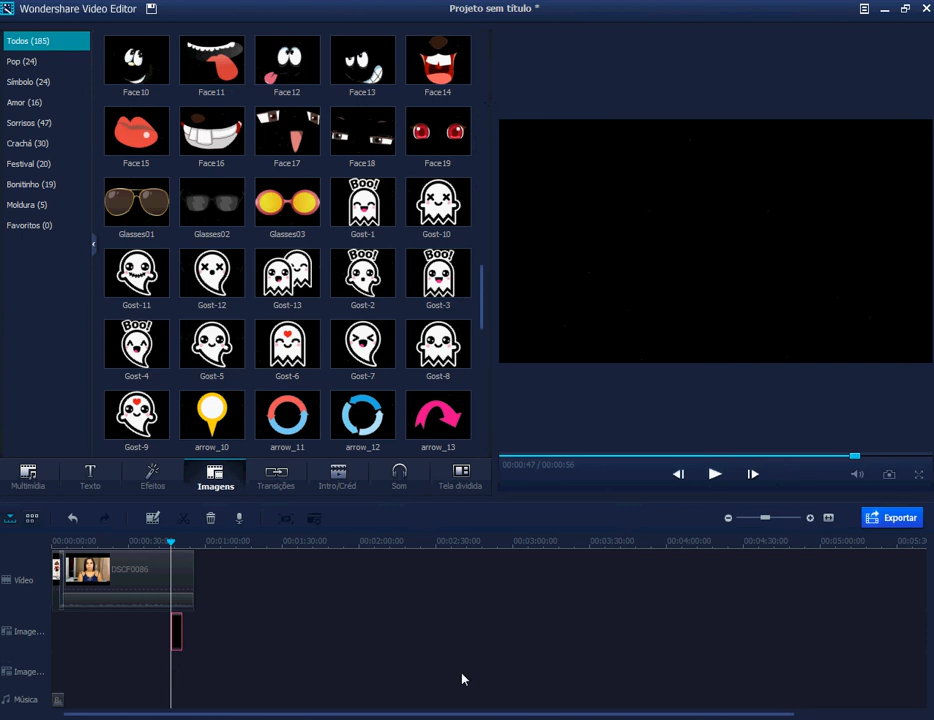 Wondershare Video Editor
Projeto sem título *
Todos (185)
Pop (24)
Símbolo (24)
Amor (16)
Sorrisos (47)
Crachá (30)
Festival (20)
Bonitinho (19)
Moldura (5)
Favoritos (0)
Face10 Face11 Face12 Face13 Face14
Face15 Face16 Face17 Face18 Face19
BOO!
Glasses01 Glasses02 Glasses03 Gost-1 Gost-10
BOO! BOO!
Gost-11 Gost-12 Gost-13 Gost-2 Gost-3
BOO!
Gost-4 Gost-5 Gost-6 Gost-7 Gost-8
Gost-9 arrow_10 arrow_11 arrow_12 arrow_13
00:00:47 / 00:00:56
Multimídia Texto Efeitos Imagens Transições Intro/Créd Som Tela dividida
Exportar
00:00:00:00 00:00:30:00 00:01:00:00 00:01:30:00 00:02:00:00 00:02:30:00 00:03:00:00 00:03:30:00 00:04:00:00 00:04:30:00 00:05:00:00 00:05:3
Vídeo
DSCF0086
Image...
Image...
Música